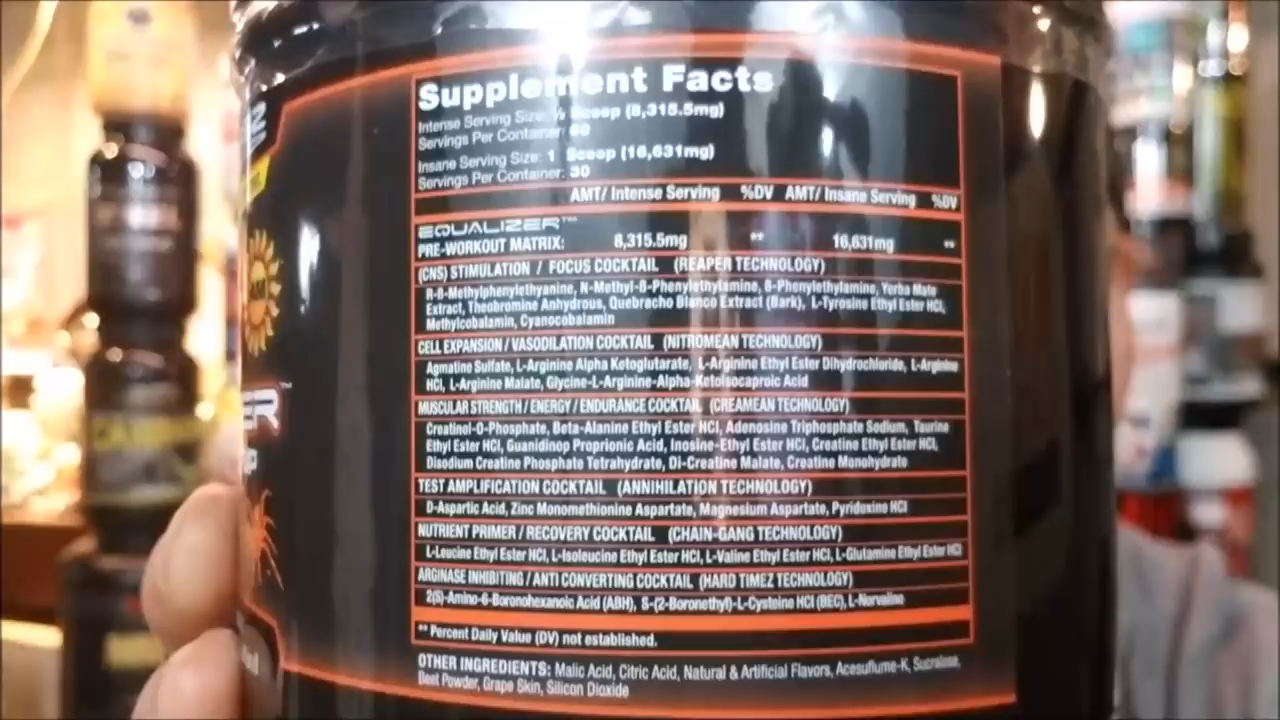 Supplement Facts
Intense Serving Size: ½ Scoop (8,315.5mg)
Servings Per Container: 60
Insane Serving Size: 1 Scoop (16,631mg)
Servings Per Container: 30
AMT/ Intense Serving %DV AMT/ Insane Serving %DV
EQUALIZER™
PRE-WORKOUT MATRIX: 8,315.5mg ** 16,631mg **
(CNS) STIMULATION / FOCUS COCKTAIL (REAPER TECHNOLOGY)
R-B-Methylphenylethyanine, N-Methyl-B-Phenylethylamine, B-Phenylethylamine, Yerba Mate
Extract, Theobromine Anhydrous, Quebracho Blanco Extract (Bark), L-Tyrosine Ethyl Ester HCl,
Methylcobalamin, Cyanocobalamin
CELL EXPANSION / VASODILATION COCKTAIL (NITROMEAN TECHNOLOGY)
Agmatine Sulfate, L-Arginine Alpha Ketoglutarate, L-Arginine Ethyl Ester Dihydrochloride, L-Arginine
HCl, L-Arginine Malate, Glycine-L-Arginine-Alpha-Ketoisocaproic Acid
MUSCULAR STRENGTH / ENERGY / ENDURANCE COCKTAIL (CREAMEAN TECHNOLOGY)
Creatinol-O-Phosphate, Beta-Alanine Ethyl Ester HCl, Adenosine Triphosphate Sodium, Taurine
Ethyl Ester HCl, Guanidinop Proprionic Acid, Inosine-Ethyl Ester HCl, Creatine Ethyl Ester HCl,
Disodium Creatine Phosphate Tetrahydrate, Di-Creatine Malate, Creatine Monohydrate
TEST AMPLIFICATION COCKTAIL (ANNIHILATION TECHNOLOGY)
D-Aspartic Acid, Zinc Monomethionine Aspartate, Magnesium Aspartate, Pyridoxine HCl
NUTRIENT PRIMER / RECOVERY COCKTAIL (CHAIN-GANG TECHNOLOGY)
L-Leucine Ethyl Ester HCl, L-Isoleucine Ethyl Ester HCl, L-Valine Ethyl Ester HCl, L-Glutamine Ethyl Ester HCl
ARGINASE INHIBITING / ANTI CONVERTING COCKTAIL (HARD TIMEZ TECHNOLOGY)
2(S)-Amino-6-Boronohexanoic Acid (ABH), S-(2-Boronethyl)-L-Cysteine HCl (BEC), L-Norvaline
** Percent Daily Value (DV) not established.
OTHER INGREDIENTS: Malic Acid, Citric Acid, Natural & Artificial Flavors, Acesuflume-K, Sucralose,
Beet Powder, Grape Skin, Silicon Dioxide
ER™